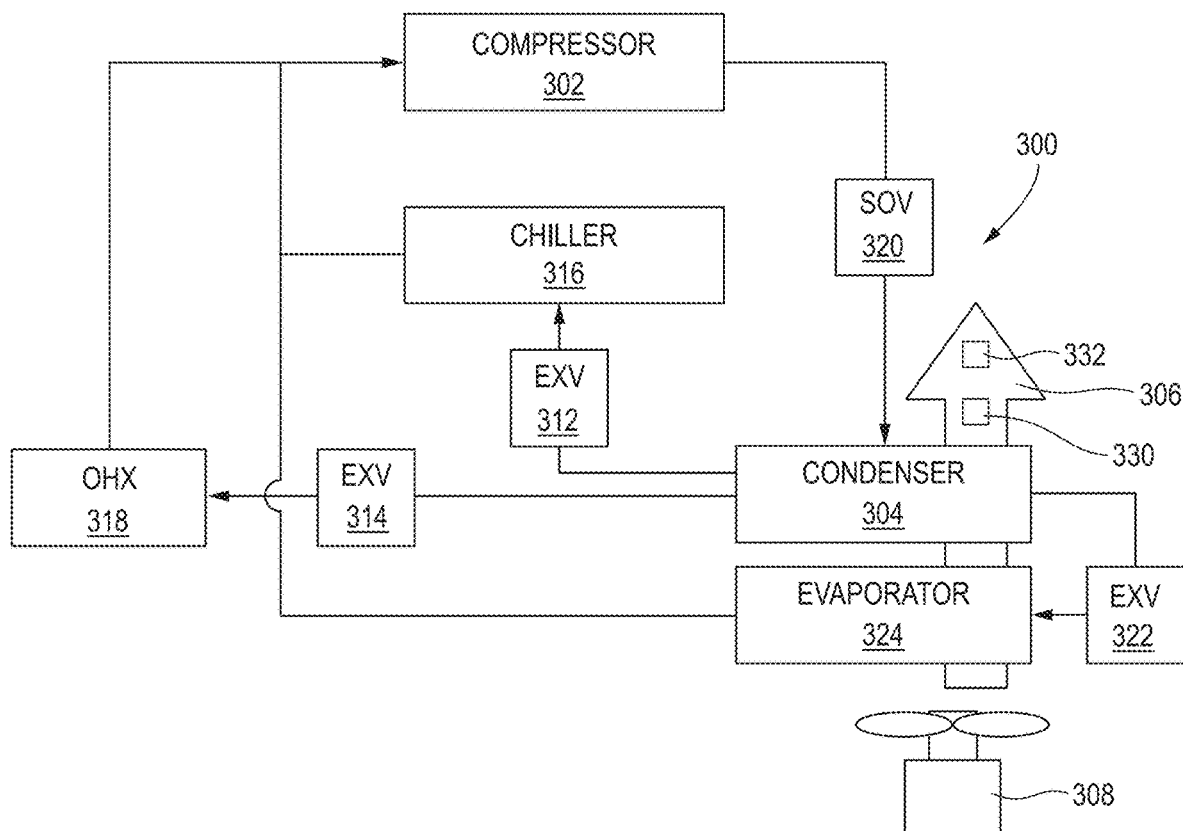 COMPRESSOR
302
300
SOV
320
CHILLER
316
332
EXV
312
306
330
OHX
318
EXV
314
CONDENSER
304
EVAPORATOR
324
EXV
322
308